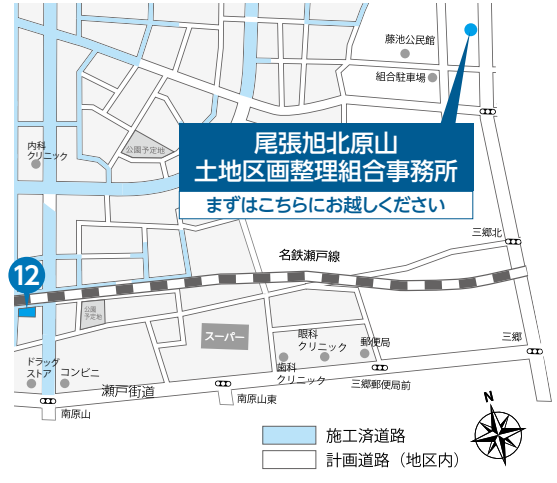 藤池公民館
組合駐車場
尾張旭北原山
土地区画整理組合事務所
まずはこちらにお越しください
内科
クリニック
公園予定地
三郷北
名鉄瀬戸線
12
公園
予定地
スーパー
眼科
クリニック
郵便局
三郷
歯科
クリニック
ドラッグ
ストア
コンビニ
瀬戸街道
三郷郵便局前
南原山
南原山東
N
施工済道路
計画道路（地区内）